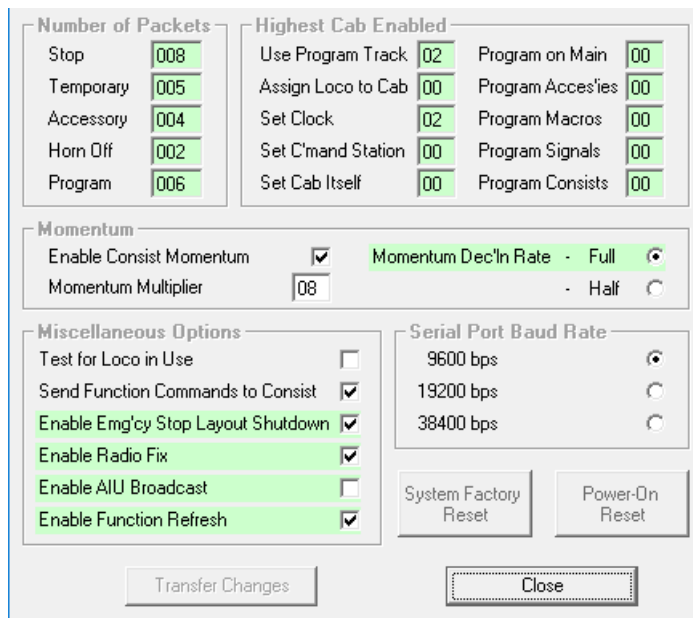 Number of Packets
Stop 008
Temporary 005
Accessory 004
Horn Off 002
Program 006
Highest Cab Enabled
Use Program Track 02 Program on Main 00
Assign Loco to Cab 00 Program Acces'ies 00
Set Clock 02 Program Macros 00
Set C'mand Station 00 Program Signals 00
Set Cab Itself 00 Program Consists 00
Momentum
Enable Consist Momentum Momentum Dec'ln Rate - Full
Momentum Multiplier 08 - Half
Miscellaneous Options
Test for Loco in Use
Send Function Commands to Consist
Enable Emg'cy Stop Layout Shutdown
Enable Radio Fix
Enable AIU Broadcast
Enable Function Refresh
Serial Port Baud Rate
9600 bps
19200 bps
38400 bps
System Factory
Reset
Power-On
Reset
Transfer Changes
Close